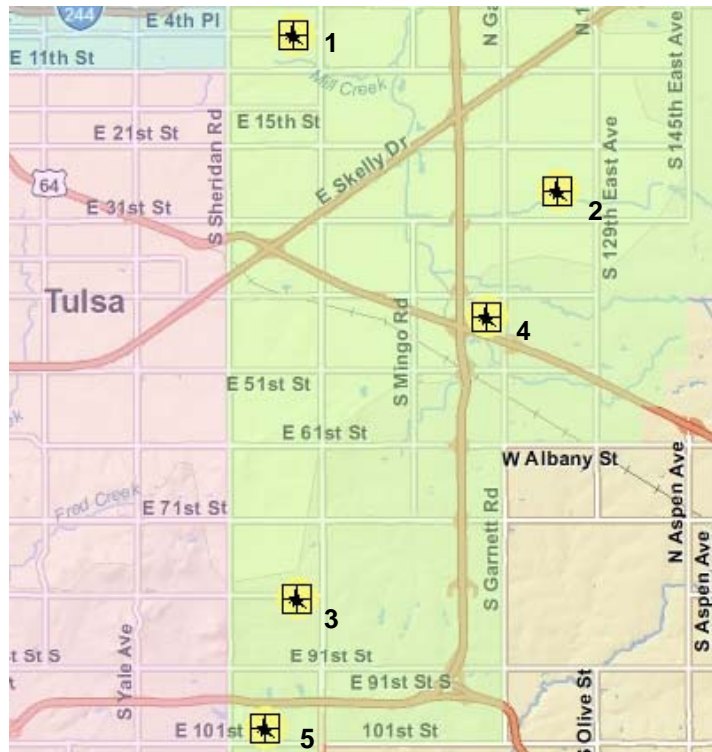 244
E 4th Pl
1
N Ga
N 1
E 11th St
Mill Creek
S 145th East Ave
E 15th St
E 21st St
S Sheridan Rd
E Skelly Dr
64
E 31st St
2
S 129th East Ave
Tulsa
4
S Mingo Rd
E 51st St
E 61st St
W Albany St
E 71st St
Fred Creek
S Garnett Rd
N Aspen Ave
S Aspen Ave
3
E 91st St
St S
S Yale Ave
E 91st St S
E 101st
5
101st St
S Olive St